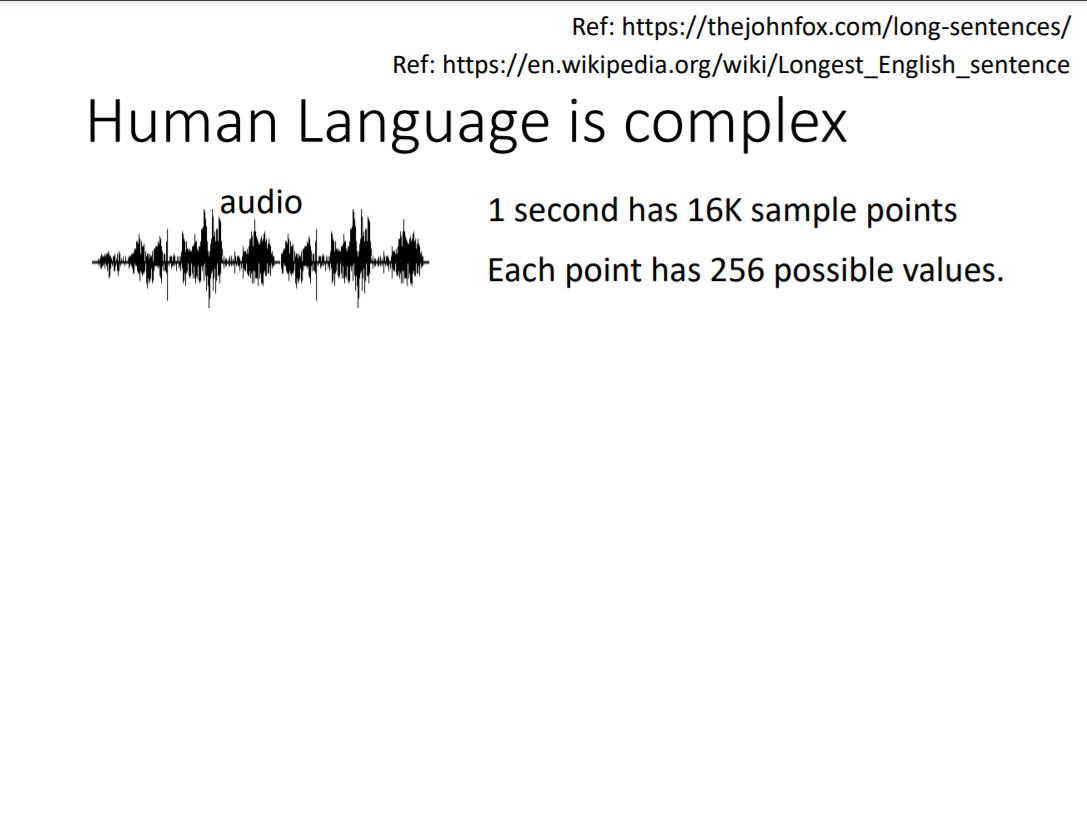 Ref: https://thejohnfox.com/long-sentences/
Ref: https://en.wikipedia.org/wiki/Longest_English_sentence
Human Language is complex
audio
1 second has 16K sample points
Each point has 256 possible values.